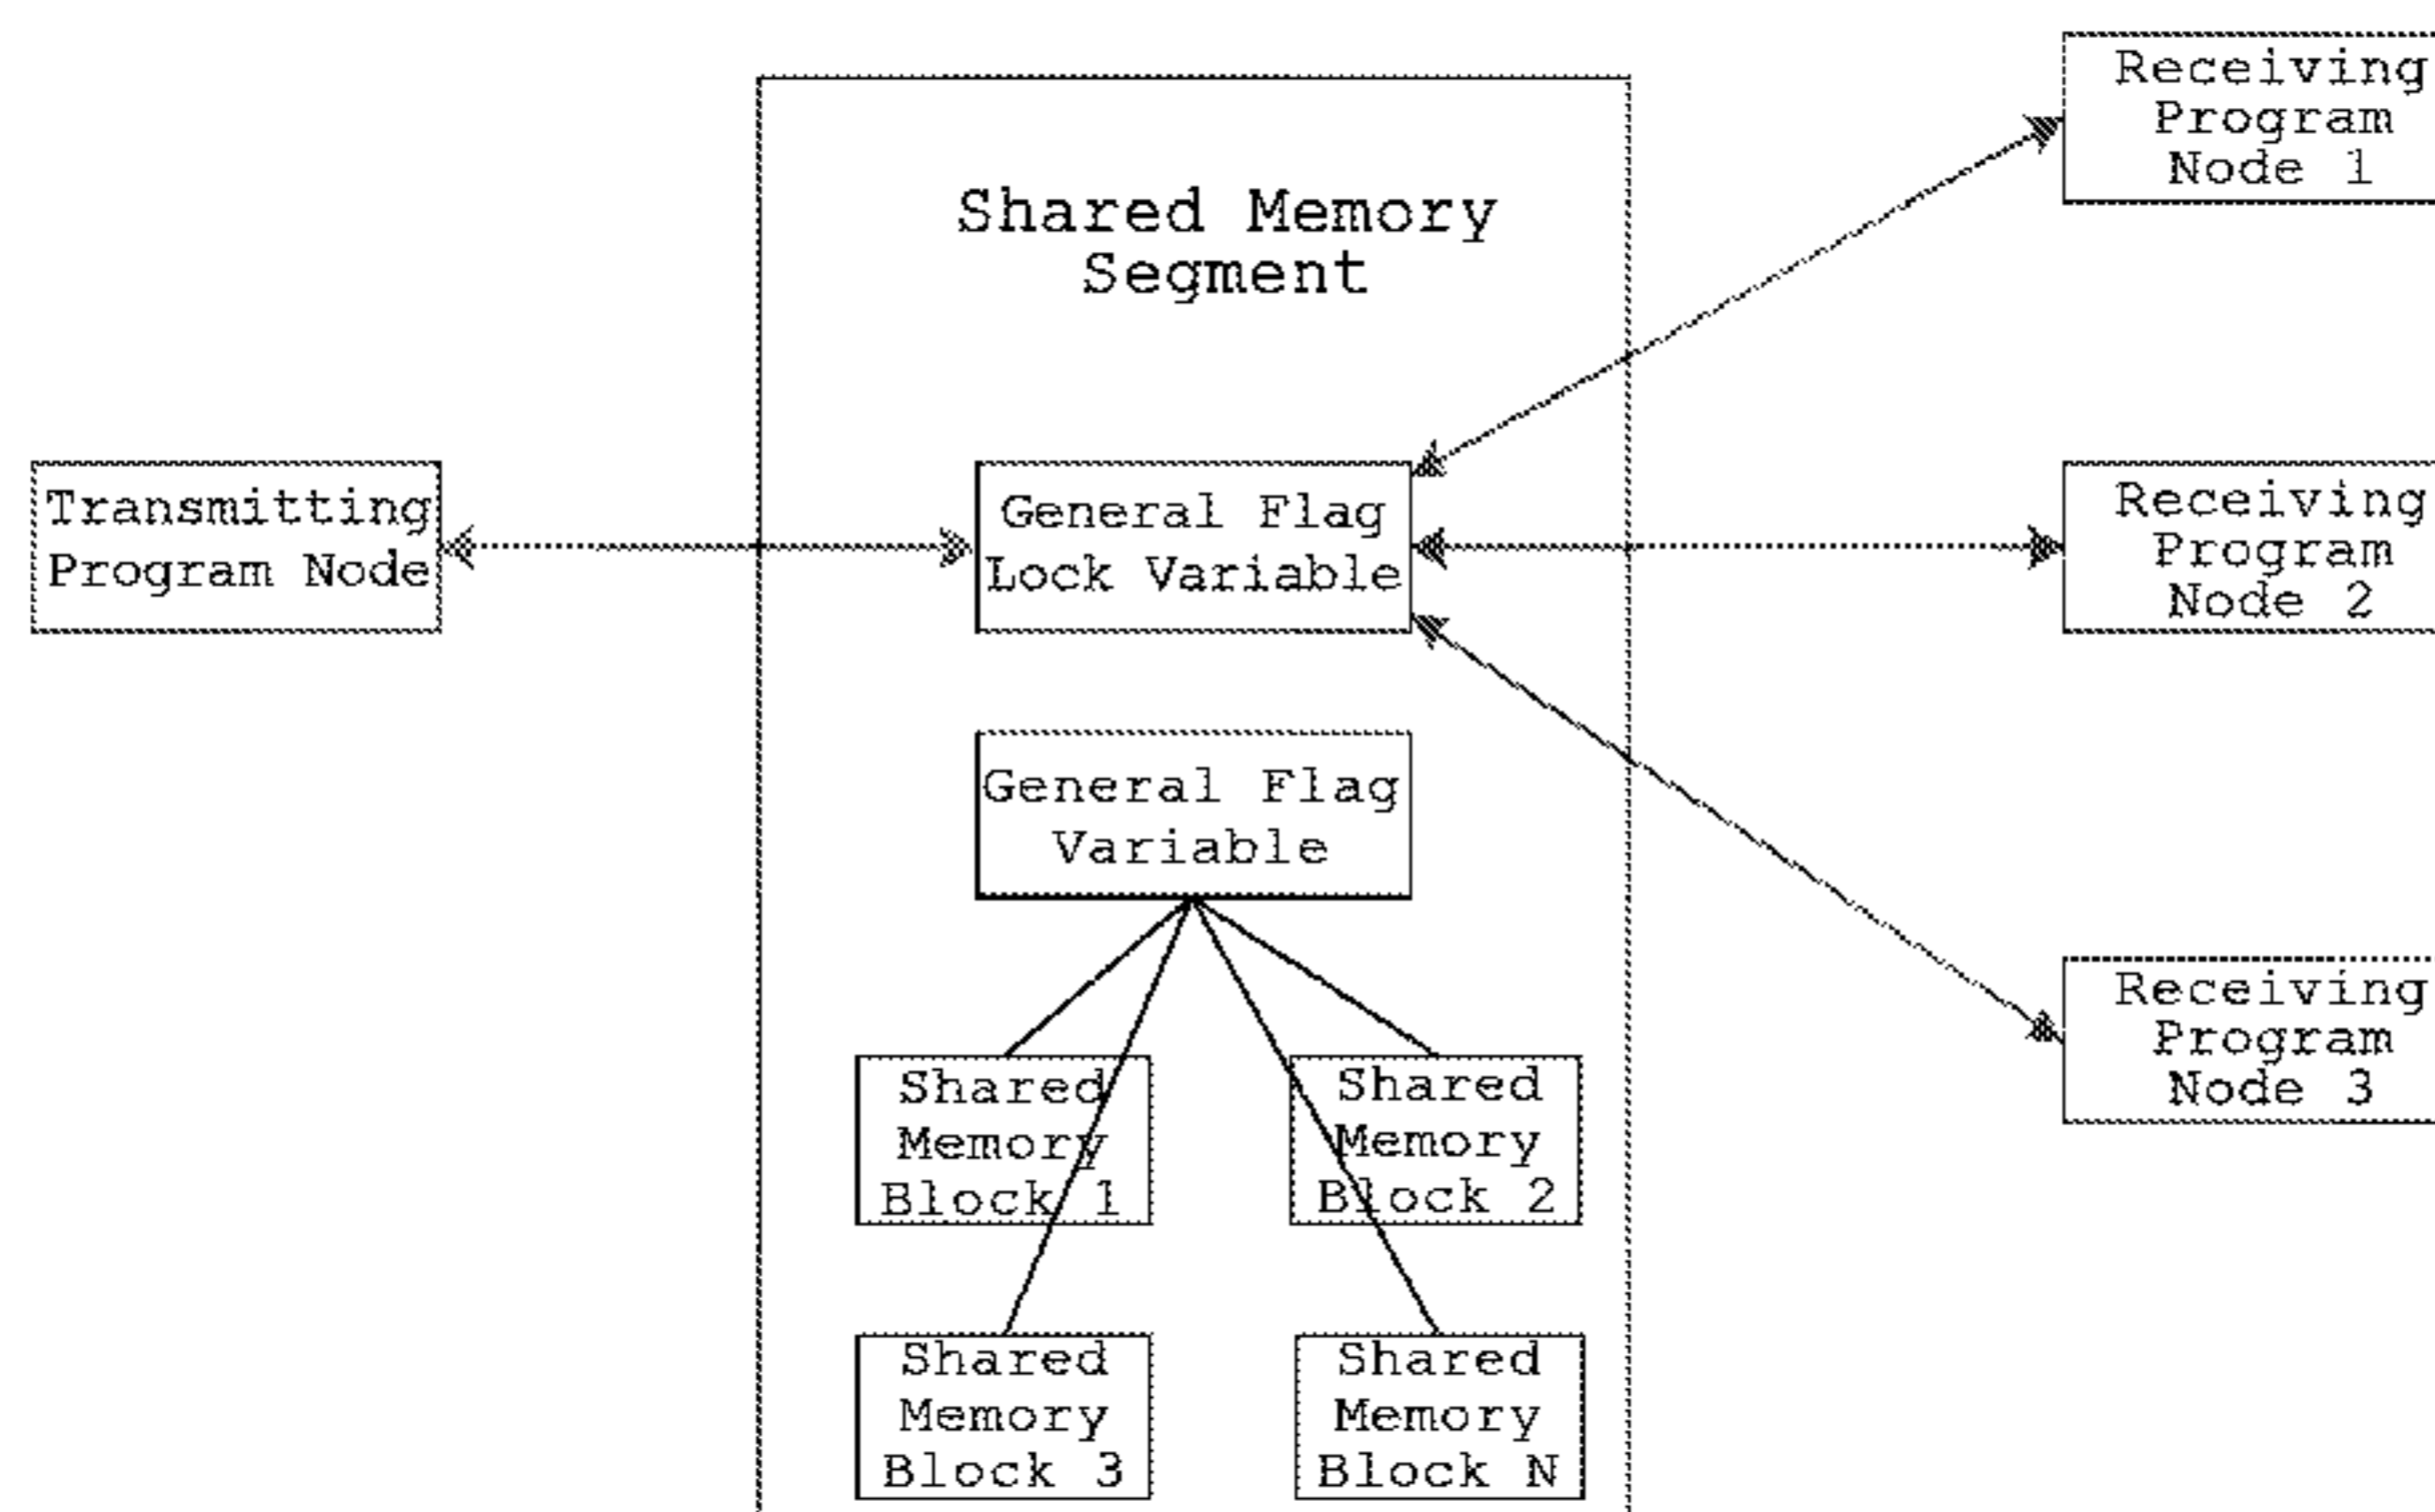 Shared Memory
Segment
Transmitting
Program Node
General Flag
Lock Variable
General Flag
Variable
Shared
Memory
Block 1
Shared
Memory
Block 2
Shared
Memory
Block 3
Shared
Memory
Block N
Receiving
Program
Node 1
Receiving
Program
Node 2
Receiving
Program
Node 3